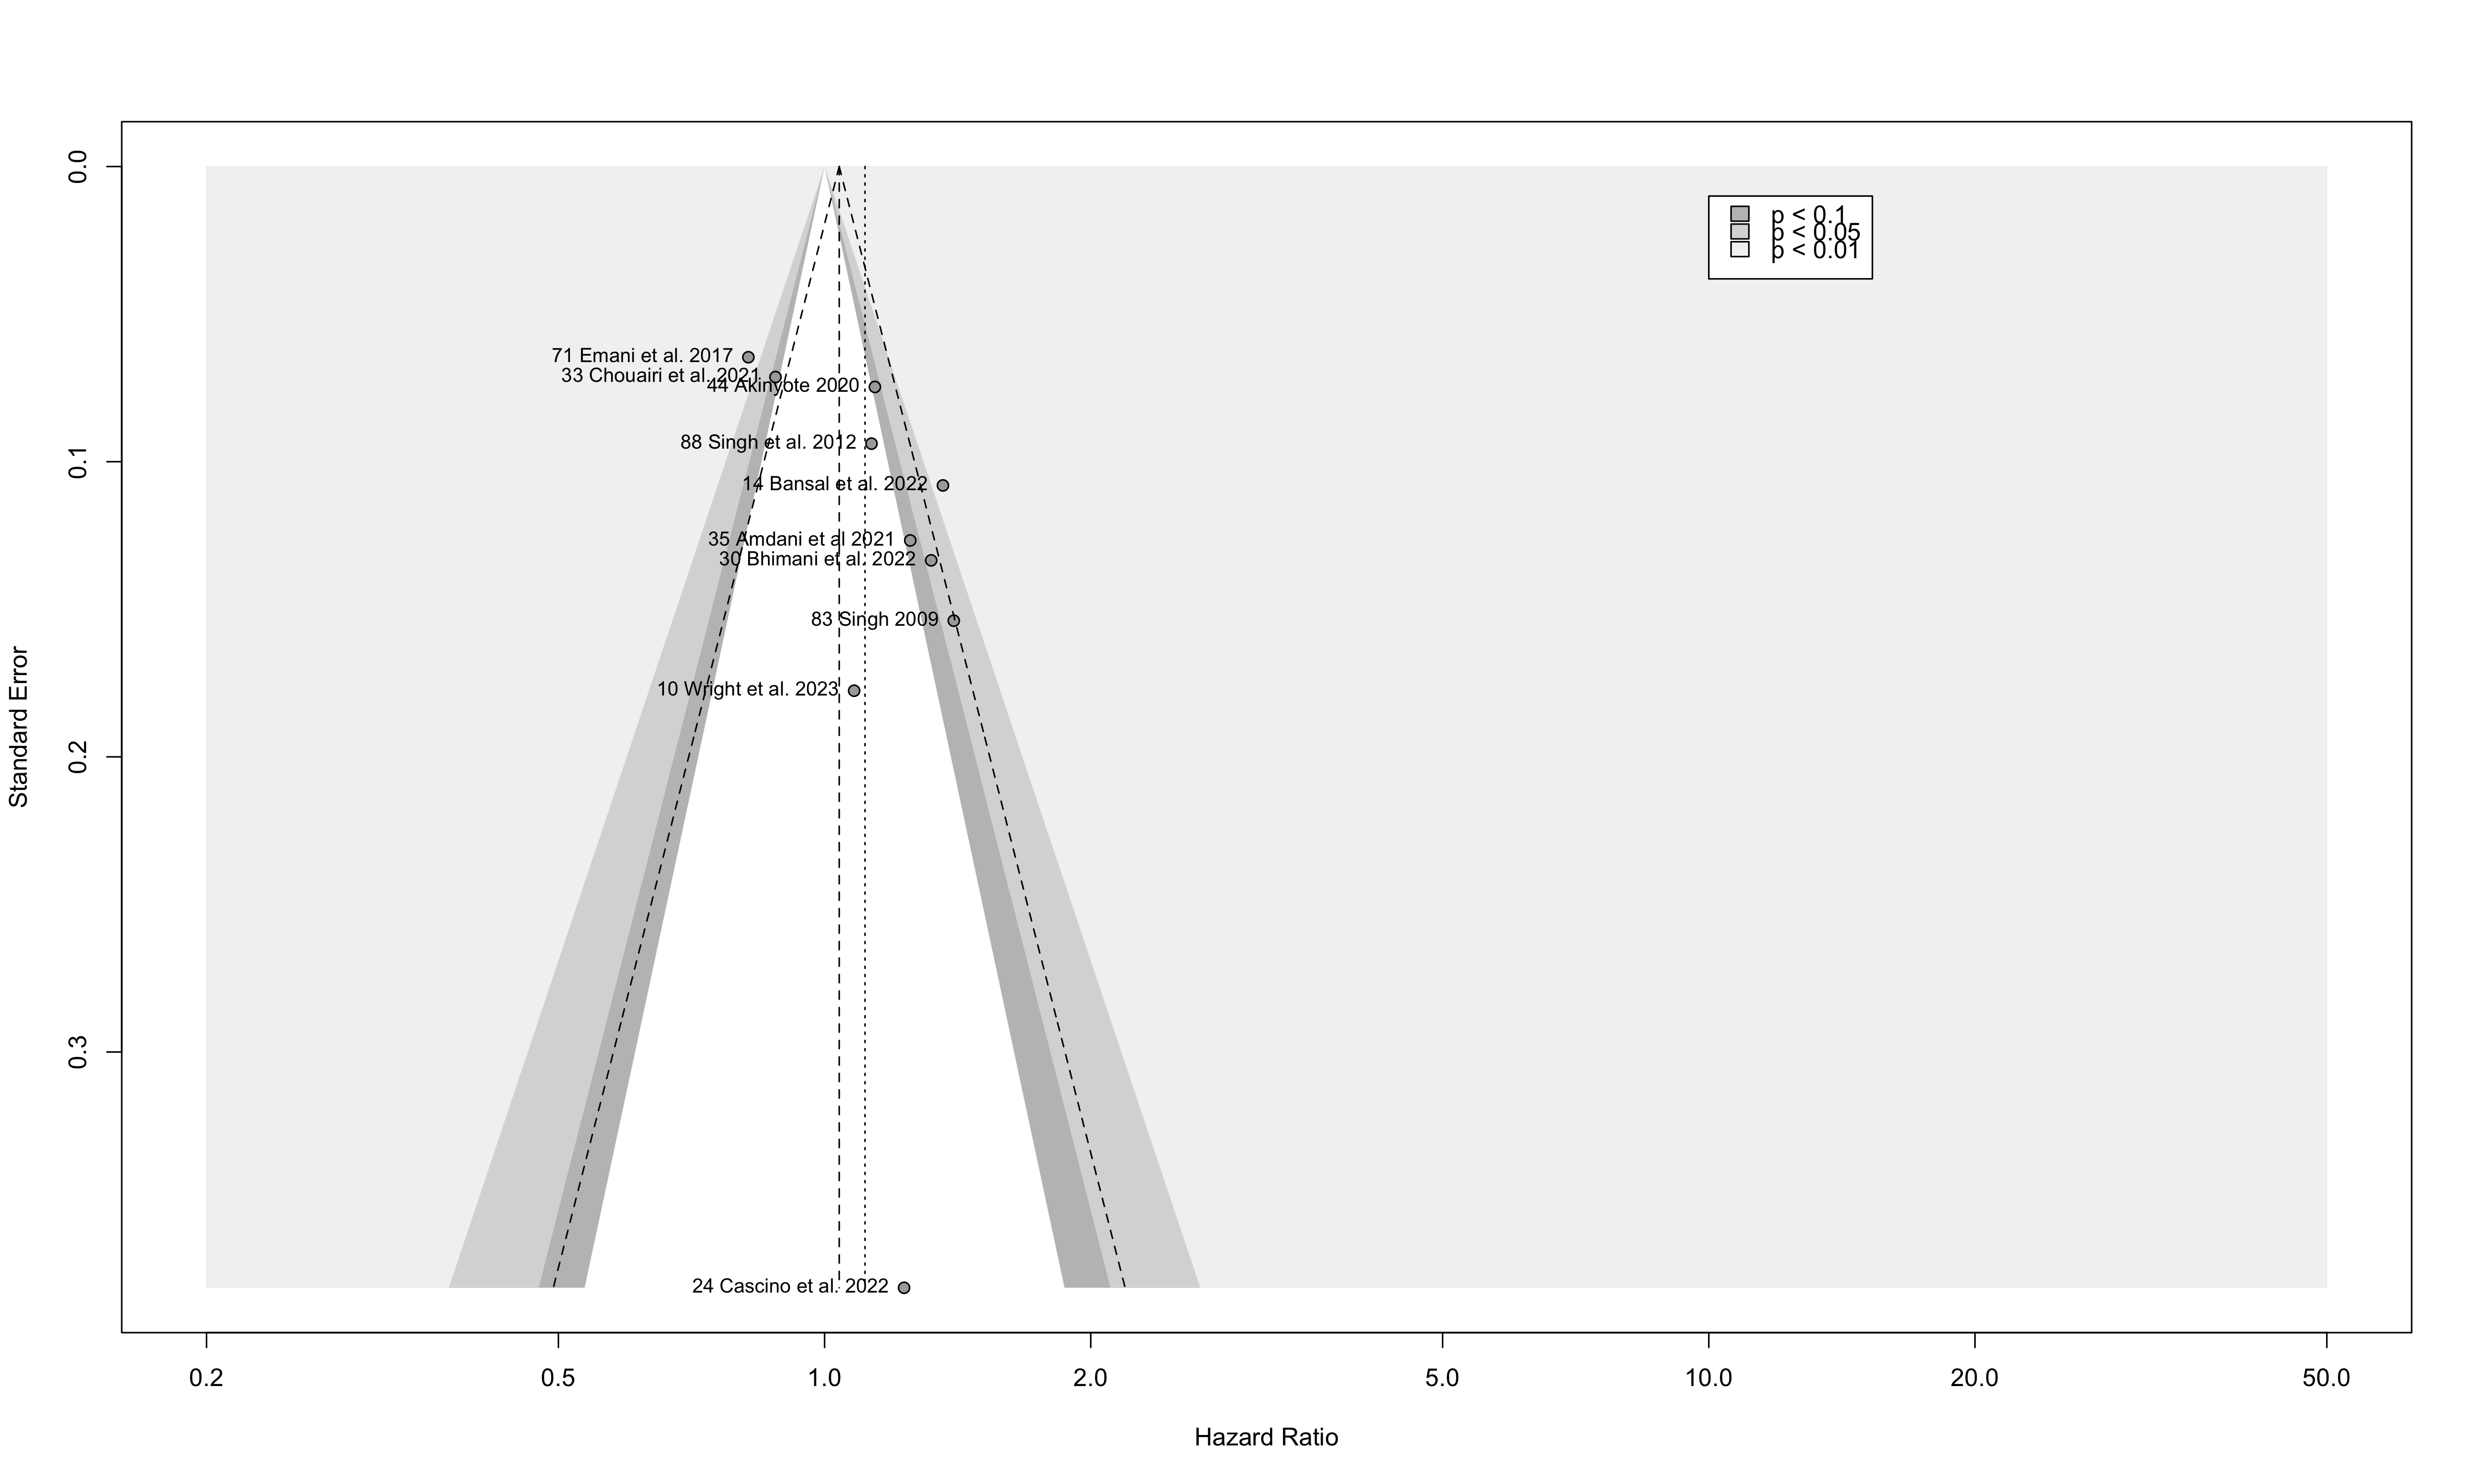 p < 0.1
p < 0.05
p < 0.01
71 Emani et al. 2017
33 Chouairi et al. 2021
44 Akinyote 2020
88 Singh et al. 2012
14 Bansal et al. 2022
35 Amdani et al 2021
30 Bhimani et al. 2022
83 Singh 2009
10 Wright et al. 2023
24 Cascino et al. 2022
Standard Error
0.0
0.1
0.2
0.3
0.2
0.5
1.0
2.0
5.0
10.0
20.0
50.0
Hazard Ratio